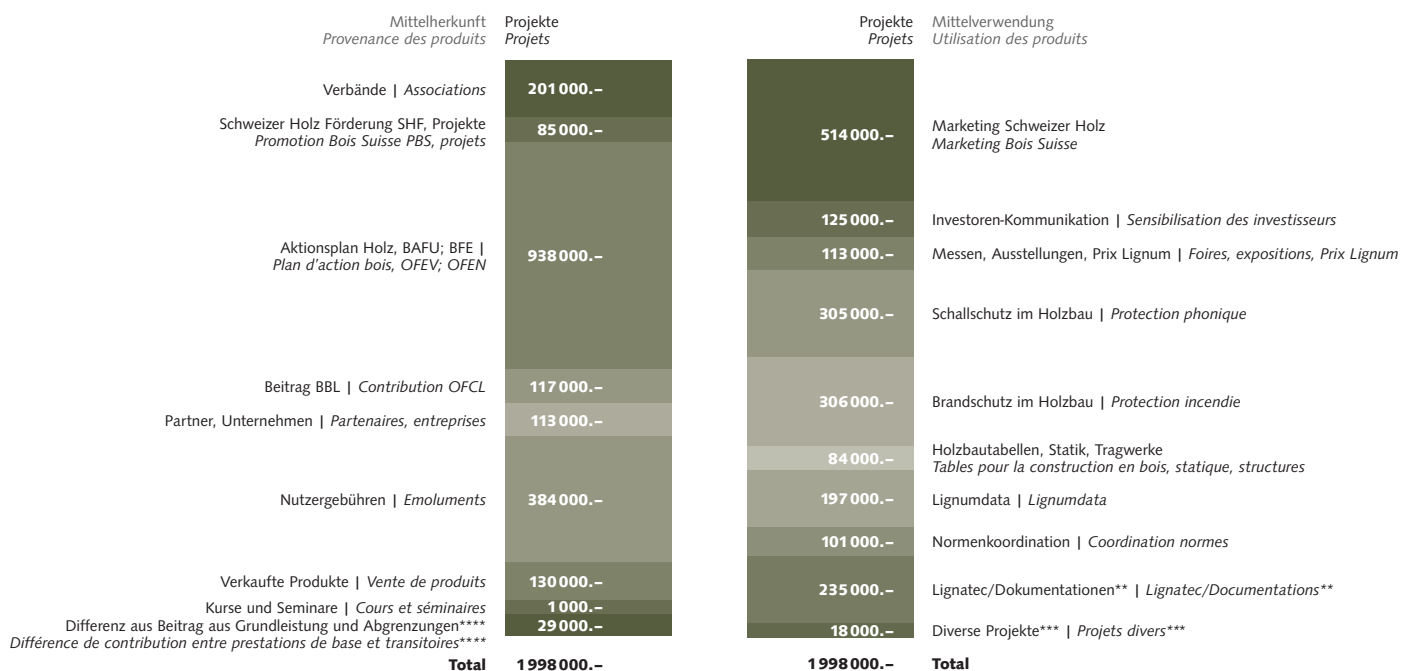 Mittelherkunft Projekte
Provenance des produits Projets
Verbände | Associations 201 000.–
Schweizer Holz Förderung SHF, Projekte
Promotion Bois Suisse PBS, projets
85 000.–
Aktionsplan Holz, BAFU; BFE |
Plan d'action bois, OFEV; OFEN
938 000.–
Beitrag BBL | Contribution OFCL 117 000.–
Partner, Unternehmen | Partenaires, entreprises 113 000.–
Nutzergebühren | Emoluments 384 000.–
Verkaufte Produkte | Vente de produits 130 000.–
Kurse und Seminare | Cours et séminaires 1 000.–
Differenz aus Beitrag aus Grundleistung und Abgrenzungen****
Différence de contribution entre prestations de base et transitoires****
29 000.–
Total 1 998 000.–
Projekte Mittelverwendung
Projets Utilisation des produits
514 000.–
Marketing Schweizer Holz
Marketing Bois Suisse
125 000.– Investoren-Kommunikation | Sensibilisation des investisseurs
113 000.– Messen, Ausstellungen, Prix Lignum | Foires, expositions, Prix Lignum
305 000.– Schallschutz im Holzbau | Protection phonique
306 000.– Brandschutz im Holzbau | Protection incendie
84 000.–
Holzbautabellen, Statik, Tragwerke
Tables pour la construction en bois, statique, structures
197 000.– Lignumdata | Lignumdata
101 000.– Normenkoordination | Coordination normes
235 000.– Lignatec/Dokumentationen** | Lignatec/Documentations**
18 000.– Diverse Projekte*** | Projets divers***
1 998 000.– Total